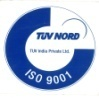 TÜV NORD
TUV India Private Ltd.
ISO 9001